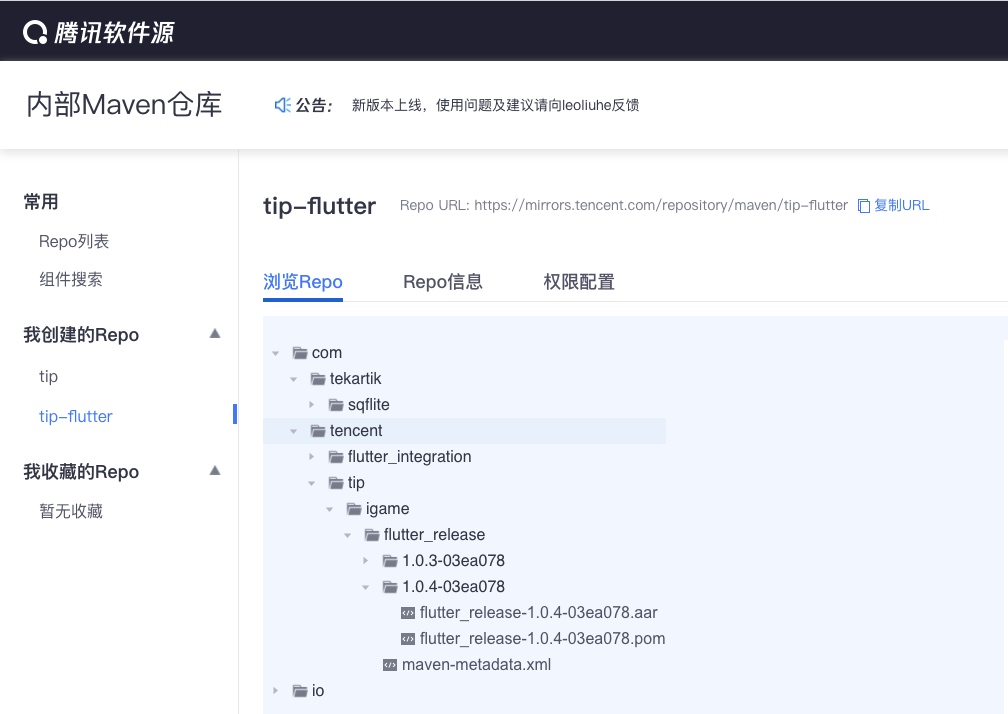 腾讯软件源
内部Maven仓库
公告: 新版本上线，使用问题及建议请向leoliuhe反馈
常用
Repo列表
组件搜索
我创建的Repo
tip
tip-flutter
我收藏的Repo
暂无收藏
tip-flutter Repo URL: https://mirrors.tencent.com/repository/maven/tip-flutter 复制URL
浏览Repo Repo信息 权限配置
com
tekartik
sqflite
tencent
flutter_integration
tip
igame
flutter_release
1.0.3-03ea078
1.0.4-03ea078
flutter_release-1.0.4-03ea078.aar
flutter_release-1.0.4-03ea078.pom
maven-metadata.xml
io